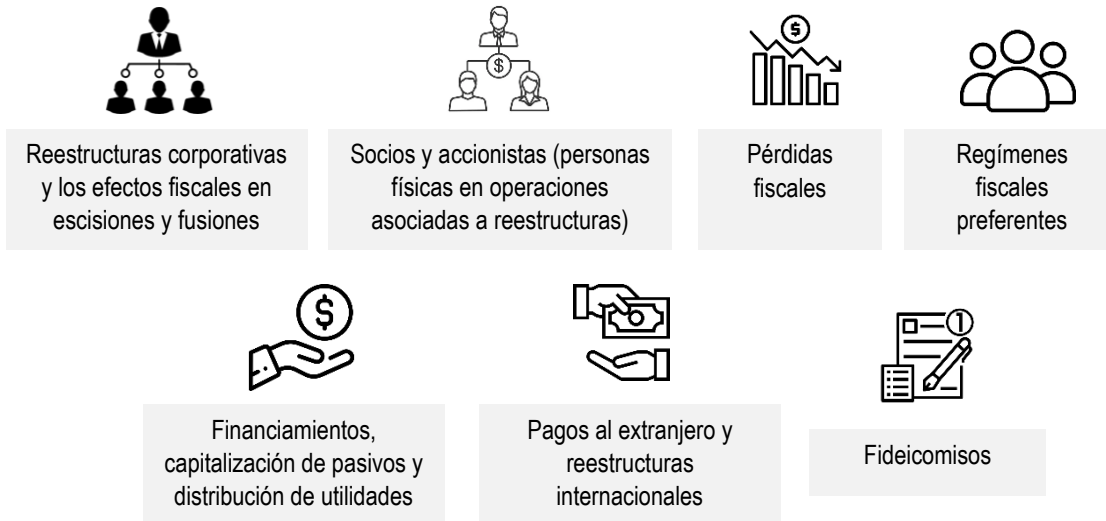 $
$
Reestructuras corporativas
y los efectos fiscales en
escisiones y fusiones
Socios y accionistas (personas
físicas en operaciones
asociadas a reestructuras)
Pérdidas
fiscales
Regímenes
fiscales
preferentes
$
1
Financiamientos,
capitalización de pasivos y
distribución de utilidades
Pagos al extranjero y
reestructuras
internacionales
Fideicomisos